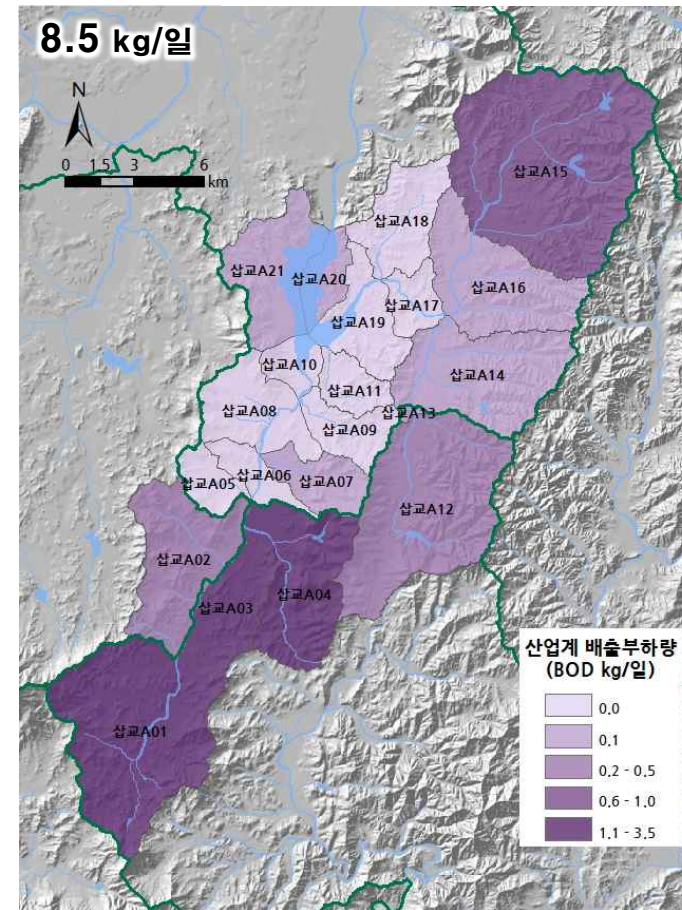 8.5 kg/일
N
0 1.5 3 6
km
삽교A15
삽교A18
삽교A21
삽교A20
삽교A16
삽교A17
삽교A19
삽교A10
삽교A14
삽교A11
삽교A08
삽교A13
삽교A09
삽교A06
삽교A05
삽교A07
삽교A12
삽교A02
삽교A03
삽교A04
삽교A01
산업계 배출부하량
(BOD kg/일)
0.0
0.1
0.2 - 0.5
0.6 - 1.0
1.1 - 3.5